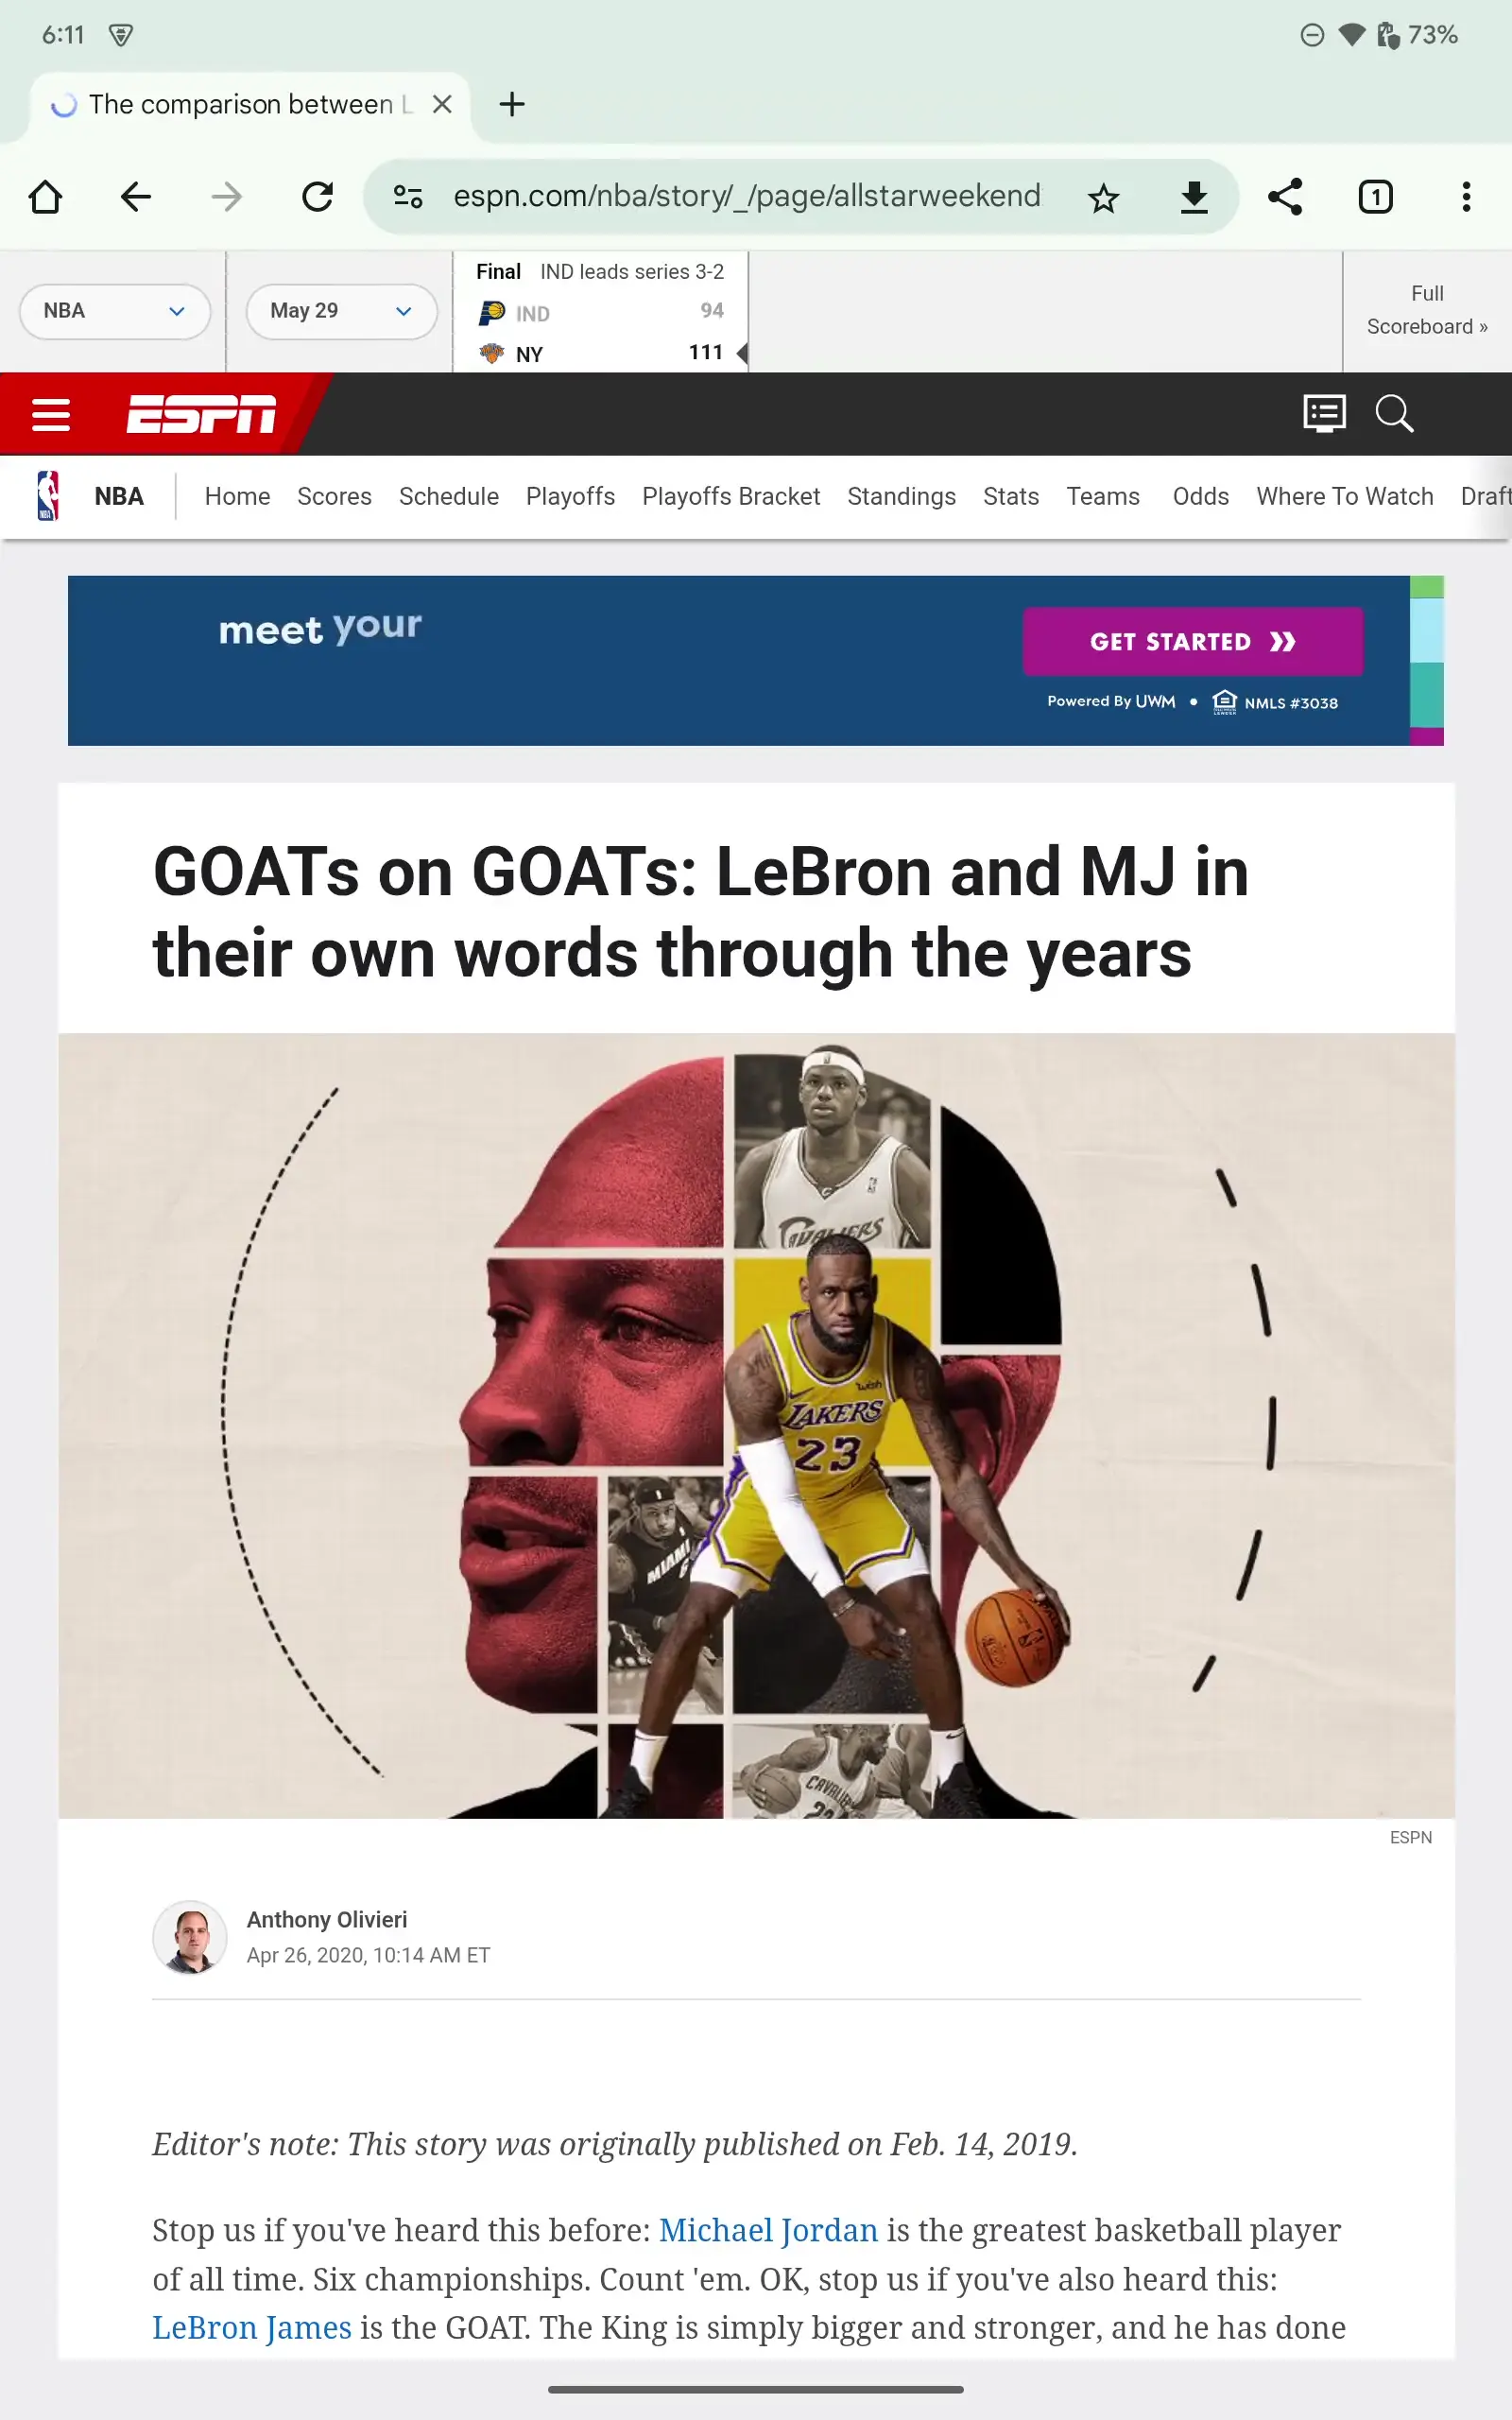 6:11
73%
The comparison between L
espn.com/nba/story/_/page/allstarweekend
1
NBA
May 29
Final IND leads series 3-2
IND 94
NY 111
Full
Scoreboard »
ESPN
NBA Home Scores Schedule Playoffs Playoffs Bracket Standings Stats Teams Odds Where To Watch Draft
meet your
GET STARTED »
Powered By UWM • NMLS #3038
GOATs on GOATs: LeBron and MJ in
their own words through the years
CAVALIERS
wish
LAKERS
23
MIAMI
CAVALIE
ESPN
Anthony Olivieri
Apr 26, 2020, 10:14 AM ET
Editor's note: This story was originally published on Feb. 14, 2019.
Stop us if you've heard this before: Michael Jordan is the greatest basketball player
of all time. Six championships. Count 'em. OK, stop us if you've also heard this:
LeBron James is the GOAT. The King is simply bigger and stronger, and he has done